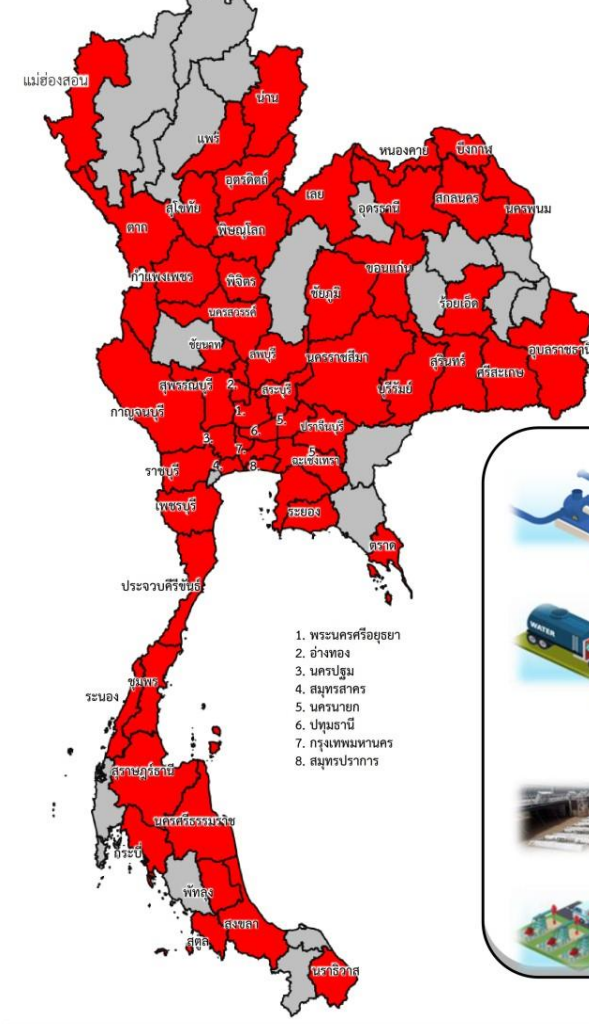 แม่ฮ่องสอน
น่าน
แพร่
หนองคาย
บึงกาฬ
อุตรดิตถ์
เลย
อุดรธานี
สกลนคร
นครพนม
สุโขทัย
ตาก
พิษณุโลก
ขอนแก่น
กำแพงเพชร
พิจิตร
ชัยภูมิ
ร้อยเอ็ด
นครสวรรค์
ชัยนาท
ลพบุรี
นครราชสีมา
สุรินทร์
ศรีสะเกษ
อุบลราชธานี
สุพรรณบุรี
2.
สระบุรี
บุรีรัมย์
กาญจนบุรี
1.
5.
ปราจีนบุรี
6.
3.
7.
5.
ฉะเชิงเทรา
ราชบุรี
4.
8.
เพชรบุรี
ระยอง
ตราด
ประจวบคีรีขันธ์
1. พระนครศรีอยุธยา
2. อ่างทอง
3. นครปฐม
4. สมุทรสาคร
5. นครนายก
6. ปทุมธานี
7. กรุงเทพมหานคร
8. สมุทรปราการ
ชุมพร
ระนอง
สุราษฎร์ธานี
นครศรีธรรมราช
กระบี่
พัทลุง
สงขลา
สตูล
นราธิวาส
WATER